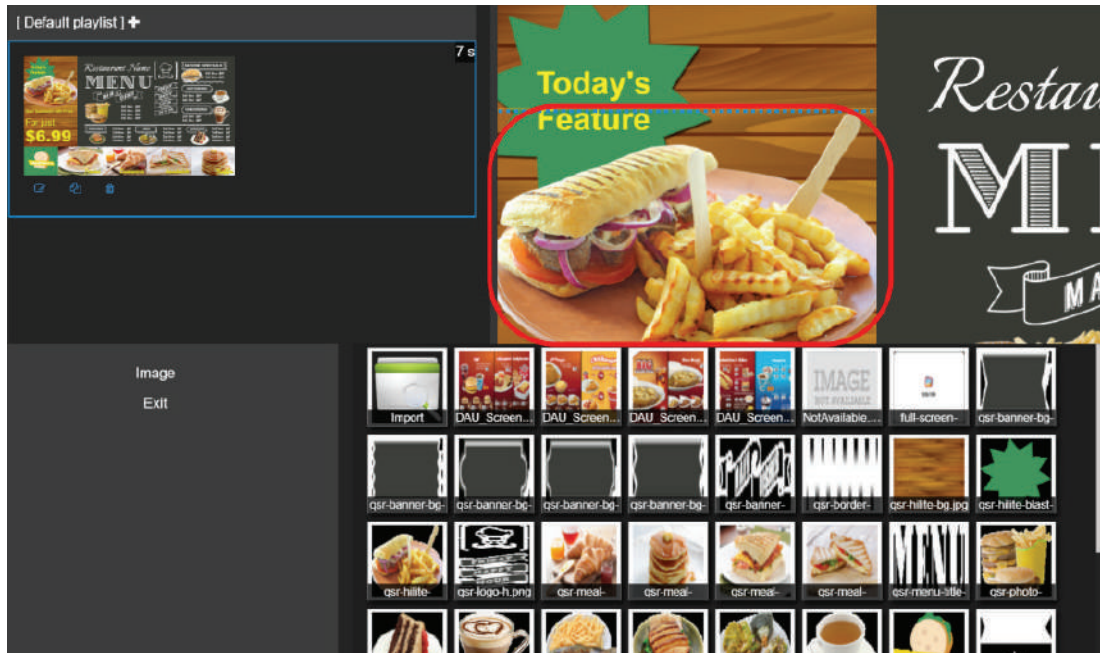 [ Default playlist ] +
7 s
Today's
Feature
Restaurant Name
MENU
For just
$6.99
Today's
Feature
Restau
M
MA
Image
Exit
Import
DAU_Screen...
DAU_Screen...
DAU_Screen...
DAU_Screen...
IMAGE
NOT AVAILABLE
NotAvailable....
full-screen-
qsr-banner-bg-
qsr-banner-bg-
qsr-banner-bg-
qsr-banner-bg-
qsr-banner-bg-
qsr-banner-
qsr-border-
qsr-hilite-bg.jpg
qsr-hilite-blast-
qsr-hilite-
qsr-logo-h.png
qsr-meal-
qsr-meal-
qsr-meal-
qsr-meal-
MENU
qsr-menu-title-
qsr-photo-